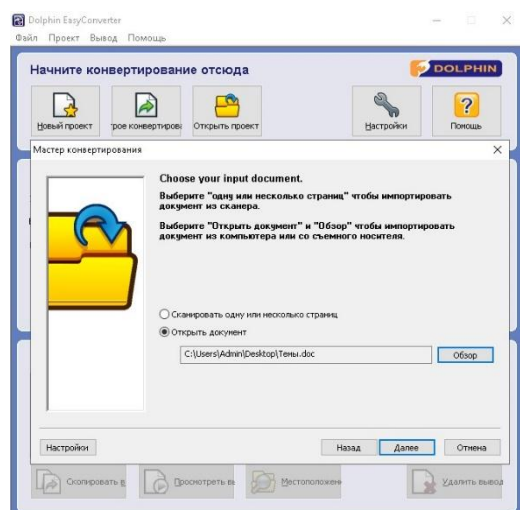 Dolphin EasyConverter
Файл Проект Вывод Помощь
Начните конвертирование отсюда
DOLPHIN
Новый проект
трое конвертирова
Открыть проект
Настройки
Помощь
Мастер конвертирования
Choose your input document.
Выберите "одну или несколько страниц" чтобы импортировать
документ из сканера.
Выберите "Открыть документ" и "Обзор" чтобы импортировать
документ из компьютера или со съемного носителя.
Сканировать одну или несколько страниц
Открыть документ
C:\Users\Admin\Desktop\Темы.doc
Обзор
Настройки
Назад
Далее
Отмена
Скопировать в
Просмотреть вы
Местоположени
Удалить вывод